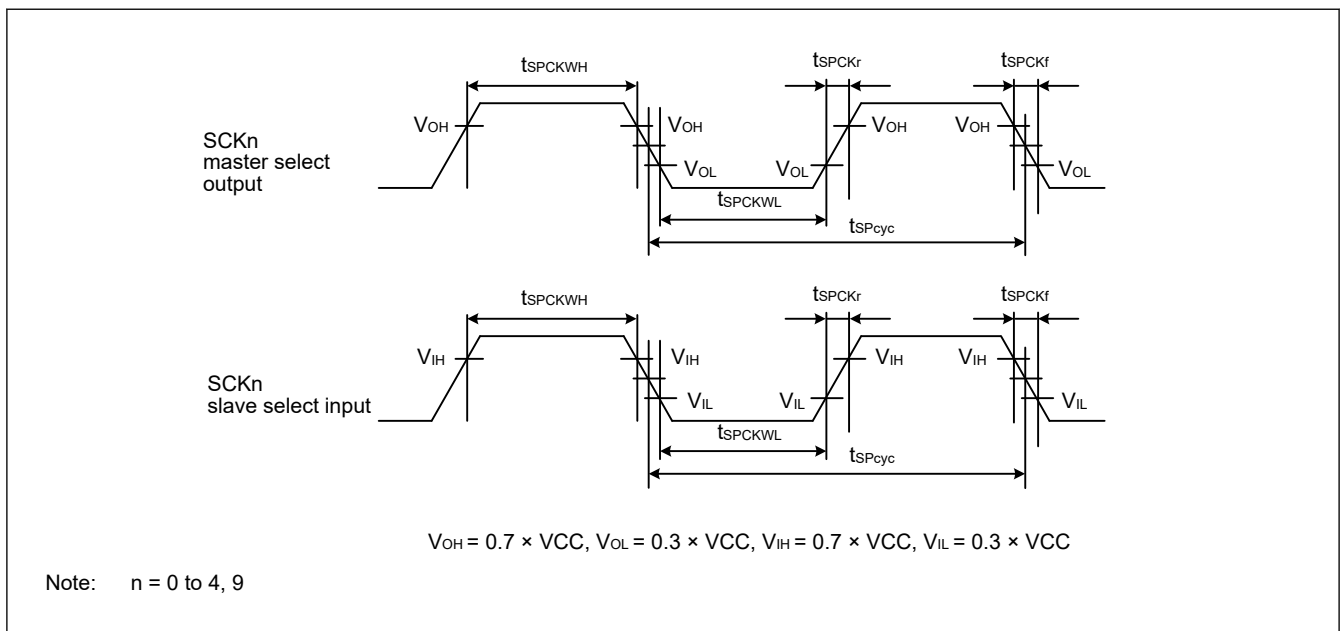 tSPCKWH
tSPCKr
tSPCKf
VOH
VOH
VOH
VOH
SCKn
master select
output
VOL
VOL
VOL
tSPCKWL
tSPcyc
tSPCKWH
tSPCKr
tSPCKf
VIH
VIH
VIH
VIH
SCKn
slave select input
VIL
VIL
VIL
tSPCKWL
tSPcyc
VOH = 0.7 × VCC, VOL = 0.3 × VCC, VIH = 0.7 × VCC, VIL = 0.3 × VCC
Note: n = 0 to 4, 9